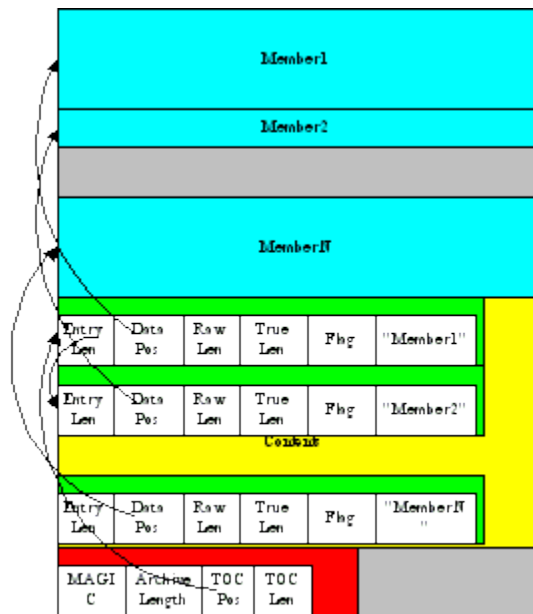 Member1
Member2
MemberN
Entry Len Data Pos Raw Len True Len Flag "Member1"
Entry Len Data Pos Raw Len True Len Flag "Member2"
Content
Entry Len Data Pos Raw Len True Len Flag "MemberN"
MAGIC Archive Length TOC Pos TOC Len